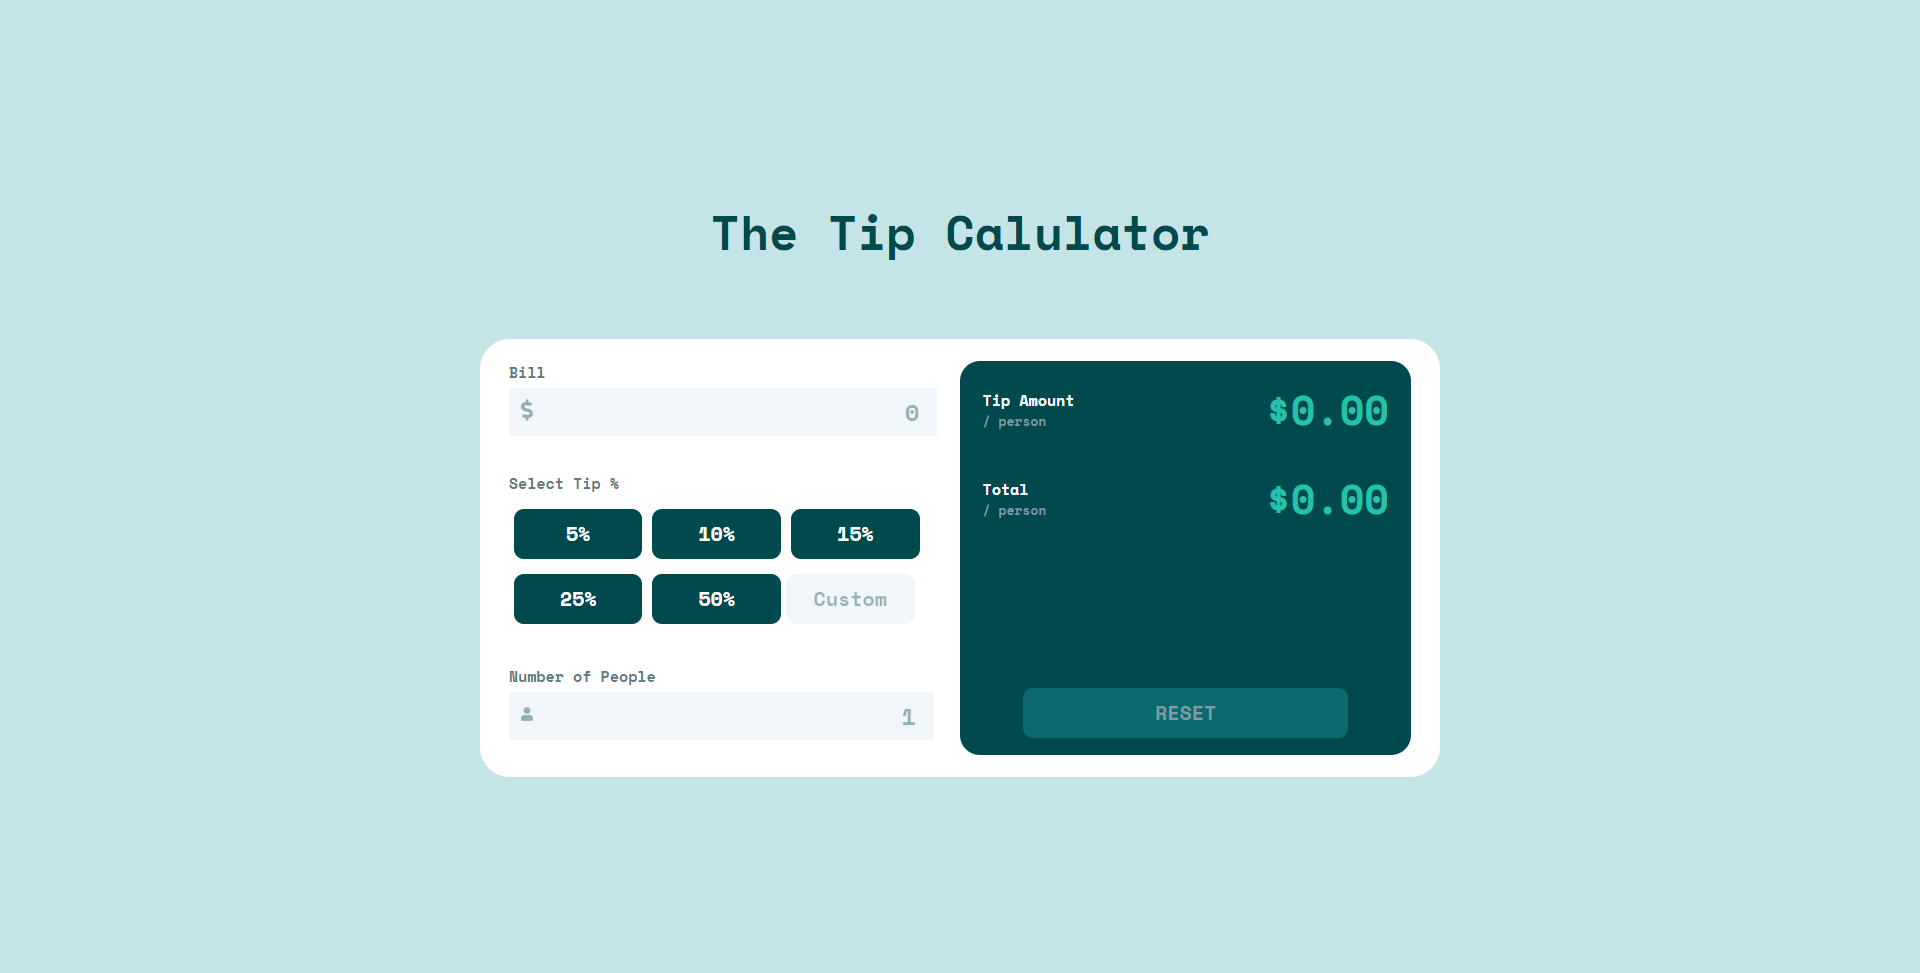 The Tip Calulator
Bill
$ 0
Select Tip %
5% 10% 15%
25% 50% Custom
Number of People
1
Tip Amount
/ person
$0.00
Total
/ person
$0.00
RESET